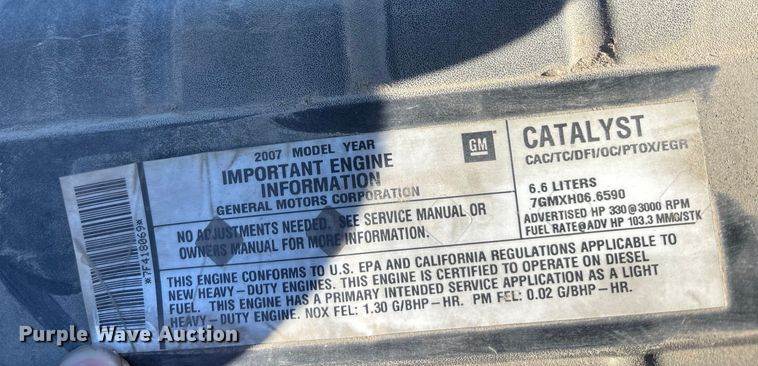 *7F418069*
2007 MODEL YEAR
IMPORTANT ENGINE
INFORMATION
GENERAL MOTORS CORPORATION
GM
NO ADJUSTMENTS NEEDED. SEE SERVICE MANUAL OR
OWNERS MANUAL FOR MORE INFORMATION.
CATALYST
CAC/TC/DFI/OC/PTOX/EGR
6.6 LITERS
7GMXH06.6590
ADVERTISED HP 330@3000 RPM
FUEL RATE@ADV HP 103.3 MMG/STK
THIS ENGINE CONFORMS TO U.S. EPA AND CALIFORNIA REGULATIONS APPLICABLE TO
NEW HEAVY-DUTY ENGINES. THIS ENGINE IS CERTIFIED TO OPERATE ON DIESEL
FUEL. THIS ENGINE HAS A PRIMARY INTENDED SERVICE APPLICATION AS A LIGHT
HEAVY-DUTY ENGINE. NOX FEL: 1.30 G/BHP-HR. PM FEL: 0.02 G/BHP-HR.
Purple Wave Auction